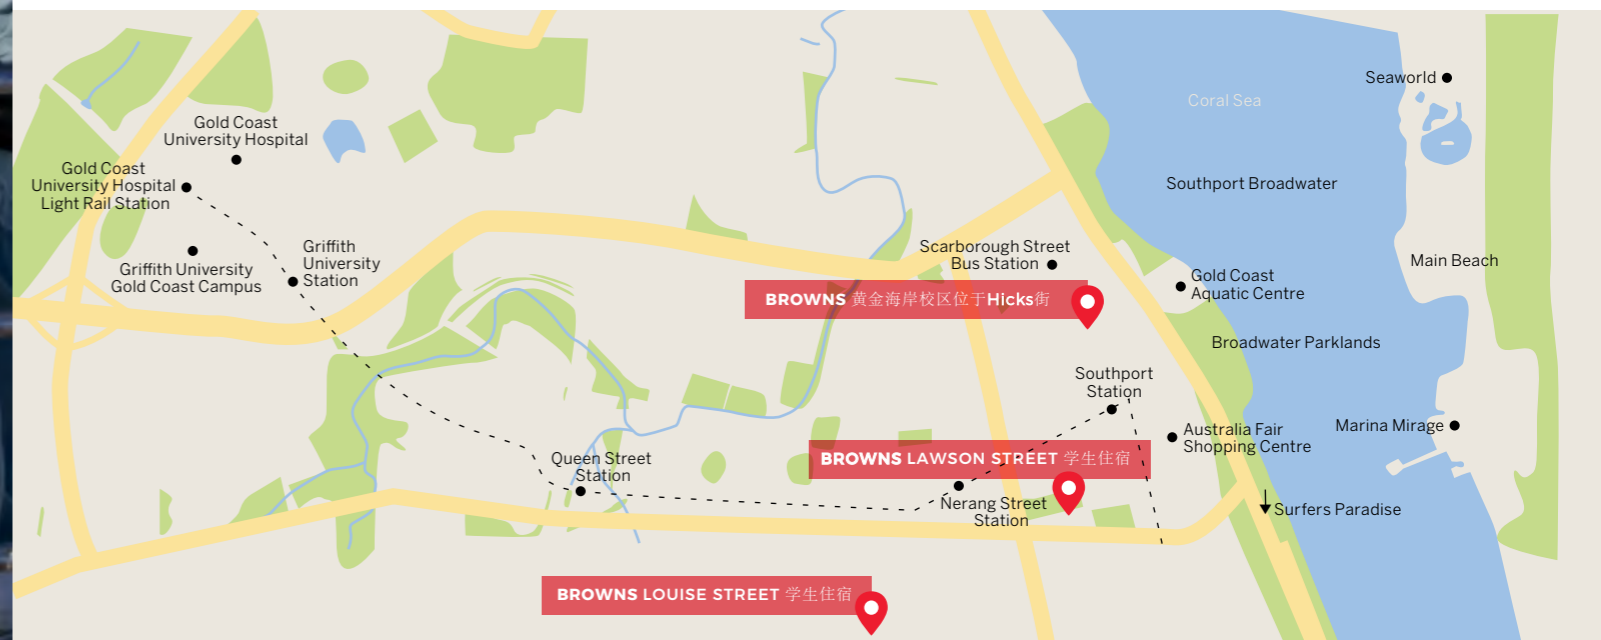 Seaworld
Coral Sea
Gold Coast
University Hospital
Gold Coast
University Hospital
Light Rail Station
Southport Broadwater
Griffith
University
Station
Scarborough Street
Bus Station
Main Beach
Griffith University
Gold Coast Campus
Gold Coast
Aquatic Centre
BROWNS 黄金海岸校区位于Hicks街
Broadwater Parklands
Southport
Station
Marina Mirage
Australia Fair
Shopping Centre
BROWNS LAWSON STREET 学生住宿
Queen Street
Station
Nerang Street
Station
Surfers Paradise
BROWNS LOUISE STREET 学生住宿